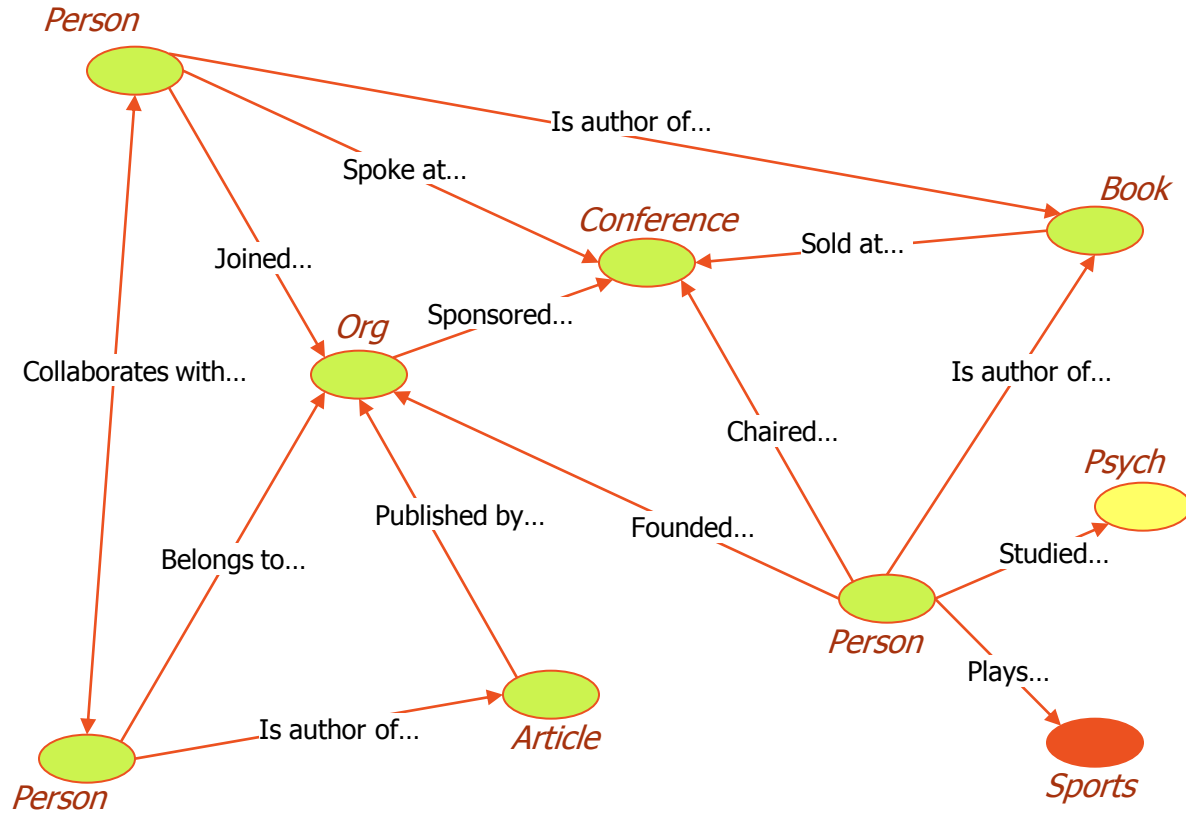 Person
Is author of…
Spoke at…
Book
Conference
Sold at…
Joined…
Sponsored…
Org
Collaborates with…
Is author of…
Chaired…
Psych
Published by…
Founded…
Belongs to…
Studied…
Person
Plays…
Is author of…
Article
Sports
Person